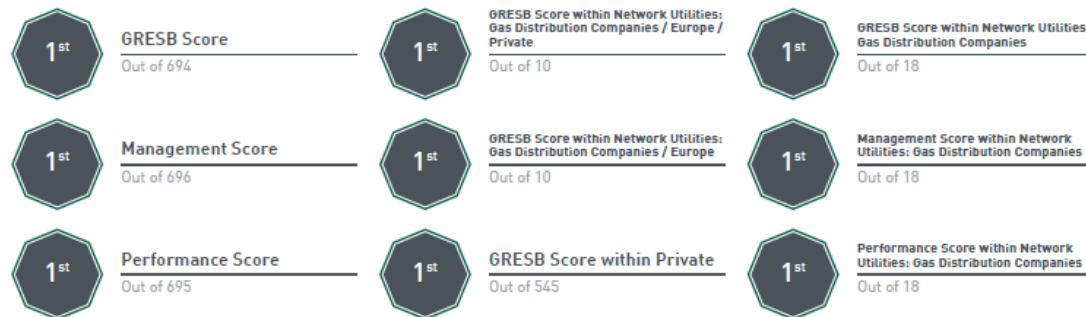 1st
GRESB Score
Out of 694
1st
GRESB Score within Network Utilities:
Gas Distribution Companies / Europe /
Private
Out of 10
1st
GRESB Score within Network Utilities
Gas Distribution Companies
Out of 18
1st
Management Score
Out of 696
1st
GRESB Score within Network Utilities:
Gas Distribution Companies / Europe
Out of 10
1st
Management Score within Network
Utilities: Gas Distribution Companies
Out of 18
1st
Performance Score
Out of 695
1st
GRESB Score within Private
Out of 545
1st
Performance Score within Network
Utilities: Gas Distribution Companies
Out of 18